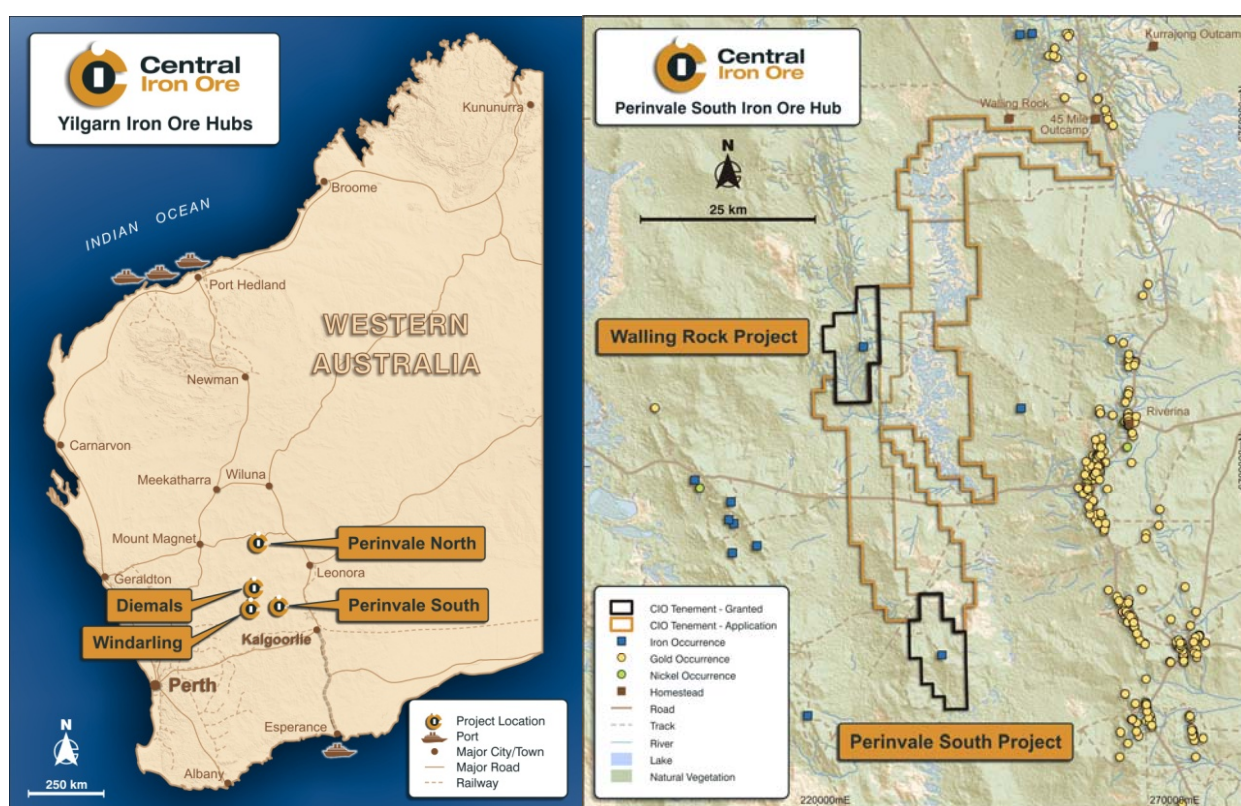 Central
Iron Ore
Yilgarn Iron Ore Hubs
Kununurra
Broome
INDIAN OCEAN
Port Hedland
WESTERN
AUSTRALIA
Newman
Carnarvon
Meekatharra
Wiluna
Mount Magnet
Perinvale North
Geraldton
Leonora
Diemals
Perinvale South
Windarling
Kalgoorlie
Perth
Esperance
Albany
N
250 km
Project Location
Port
Major City/Town
Major Road
Railway
Central
Iron Ore
Perinvale South Iron Ore Hub
Kurrajong Outcamp
Walling Rock
45 Mile
Outcamp
N
25 km
Walling Rock Project
Riverina
CIO Tenement - Granted
CIO Tenement - Application
Iron Occurrence
Gold Occurrence
Nickel Occurrence
Homestead
Road
Track
River
Lake
Natural Vegetation
Perinvale South Project
220000mE
270000mE